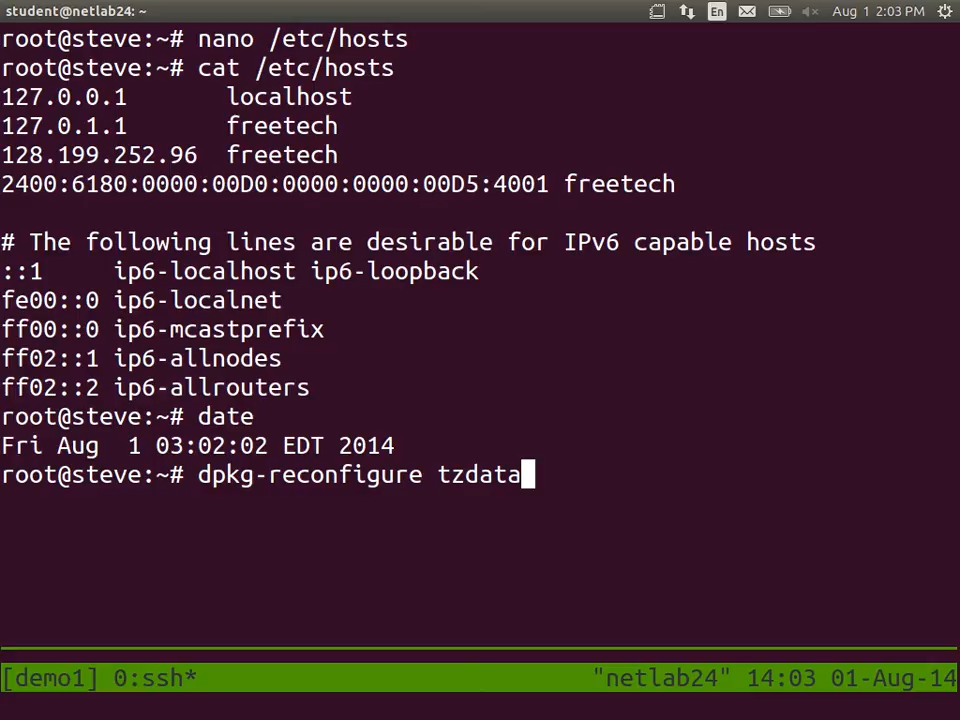 student@netlab24: ~ En Aug 1 2:03 PM
root@steve:~# nano /etc/hosts
root@steve:~# cat /etc/hosts
127.0.0.1 localhost
127.0.1.1 freetech
128.199.252.96 freetech
2400:6180:0000:00D0:0000:0000:00D5:4001 freetech
# The following lines are desirable for IPv6 capable hosts
::1 ip6-localhost ip6-loopback
fe00::0 ip6-localnet
ff00::0 ip6-mcastprefix
ff02::1 ip6-allnodes
ff02::2 ip6-allrouters
root@steve:~# date
Fri Aug  1 03:02:02 EDT 2014
root@steve:~# dpkg-reconfigure tzdata
[demo1] 0:ssh* "netlab24" 14:03 01-Aug-14